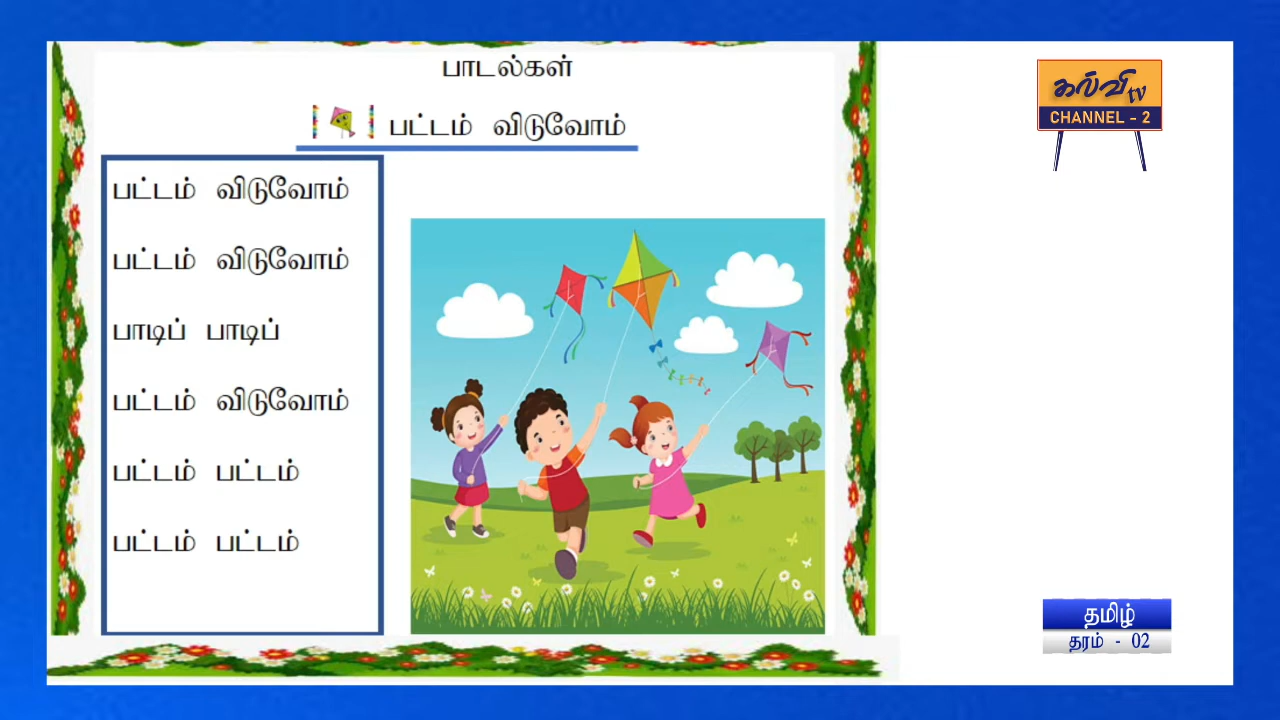 பாடல்கள்
பட்டம் விடுவோம்
பட்டம் விடுவோம்
பட்டம் விடுவோம்
பாடிப் பாடிப்
பட்டம் விடுவோம்
பட்டம் பட்டம்
பட்டம் பட்டம்
கல்வி tv
CHANNEL - 2
தமிழ்
தரம் - 02